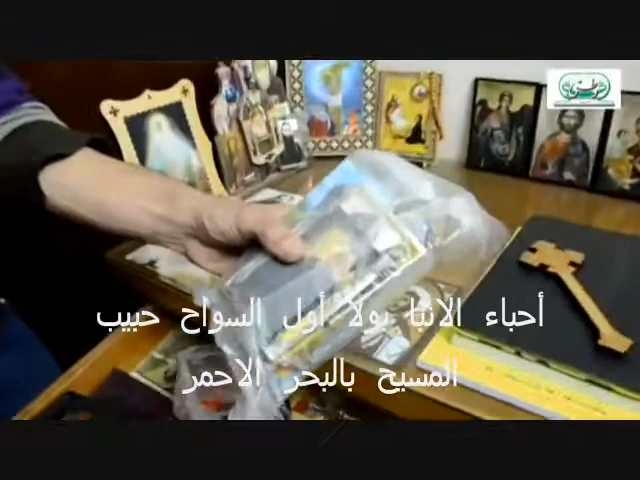 أحباء الانبا بولا أول السواح حبيب
المسيح بالبحر الاحمر